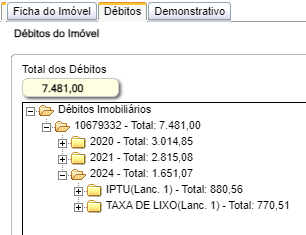 Ficha do Imóvel Débitos Demonstrativo
Débitos do Imóvel
Total dos Débitos
7.481,00
Débitos Imobiliários
10679332 - Total: 7.481,00
2020 - Total: 3.014,85
2021 - Total: 2.815,08
2024 - Total: 1.651,07
IPTU(Lanc. 1) - Total: 880,56
TAXA DE LIXO(Lanc. 1) - Total: 770,51